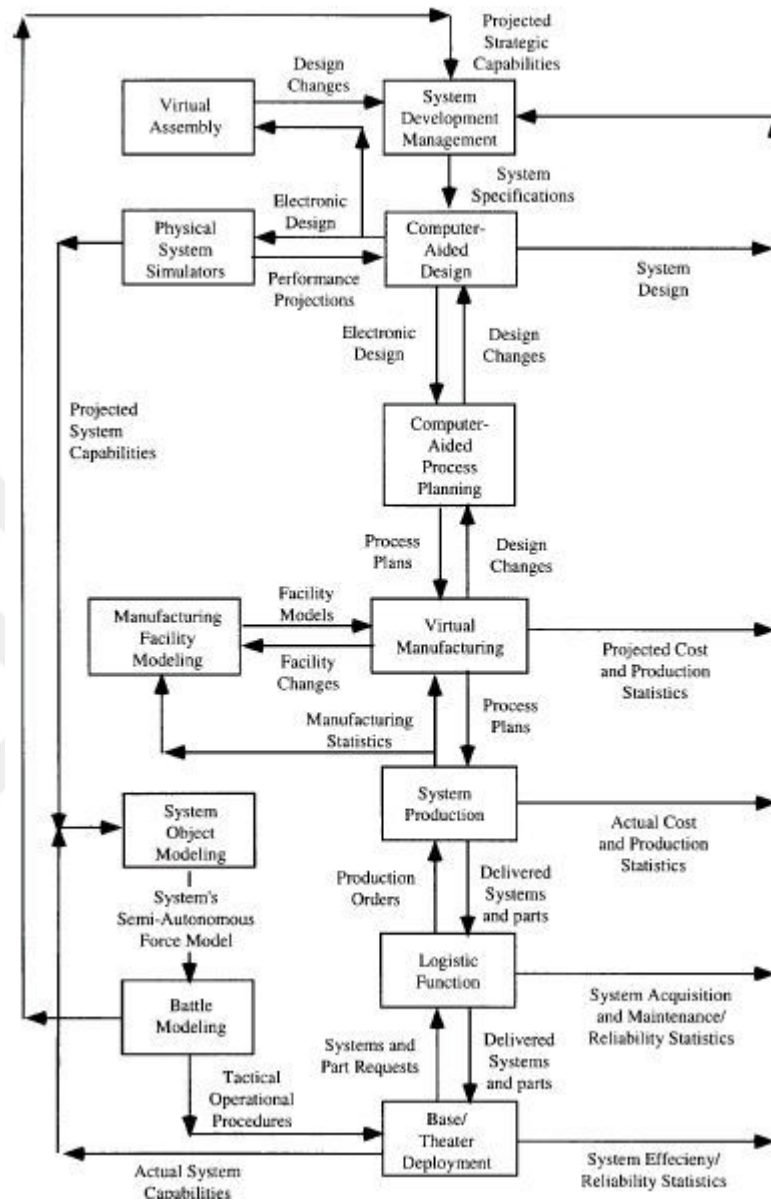 Projected
Strategic
Capabilities
Design
Changes
Virtual
Assembly
System
Development
Management
System
Specifications
Electronic
Design
Physical
System
Simulators
Computer-
Aided
Design
Performance
Projections
System
Design
Electronic
Design
Design
Changes
Projected
System
Capabilities
Computer-
Aided
Process
Planning
Process
Plans
Design
Changes
Facility
Models
Manufacturing
Facility
Modeling
Virtual
Manufacturing
Facility
Changes
Projected Cost
and Production
Statistics
Manufacturing
Statistics
Process
Plans
System
Production
System
Object
Modeling
Actual Cost
and Production
Statistics
Production
Orders
Delivered
Systems
and parts
System's
Semi-Autonomous
Force Model
Logistic
Function
Battle
Modeling
System Acquisition
and Maintenance/
Reliability Statistics
Systems and
Part Requests
Delivered
Systems
and parts
Tactical
Operational
Procedures
Base/
Theater
Deployment
Actual System
Capabilities
System Effecieny/
Reliability Statistics